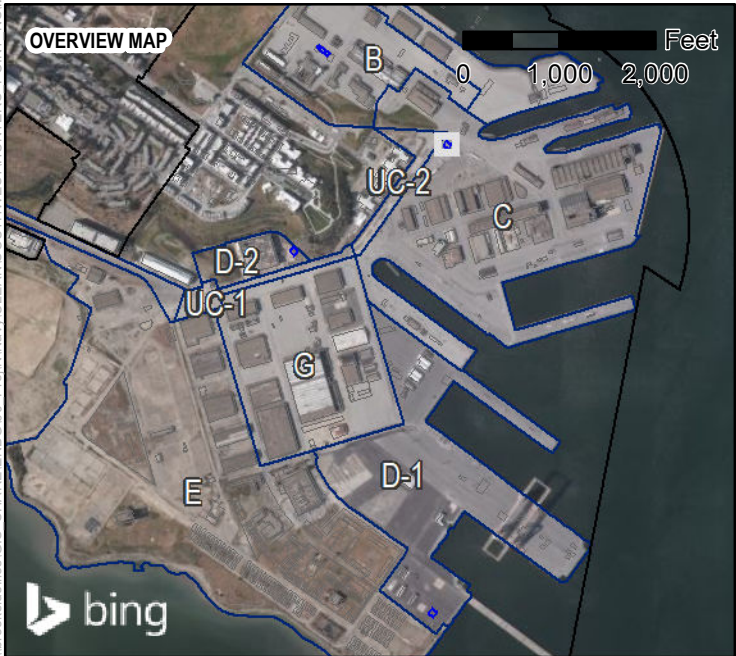 OVERVIEW MAP
Feet
0 1,000 2,000
B
UC-2
C
D-2
UC-1
G
D-1
E
bing